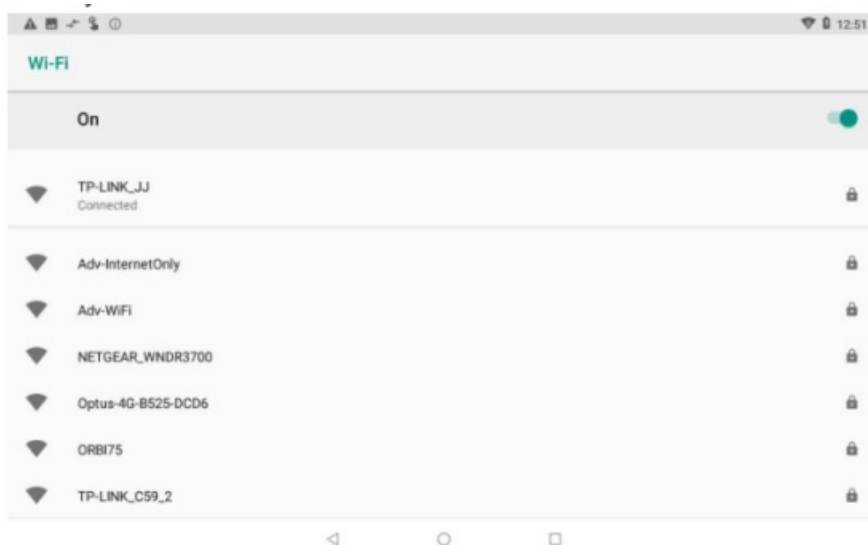 12:51
Wi-Fi
On
TP-LINK_JJ
Connected
Adv-InternetOnly
Adv-WiFi
NETGEAR_WNDR3700
Optus-4G-B525-DCD6
ORBI75
TP-LINK_C59_2